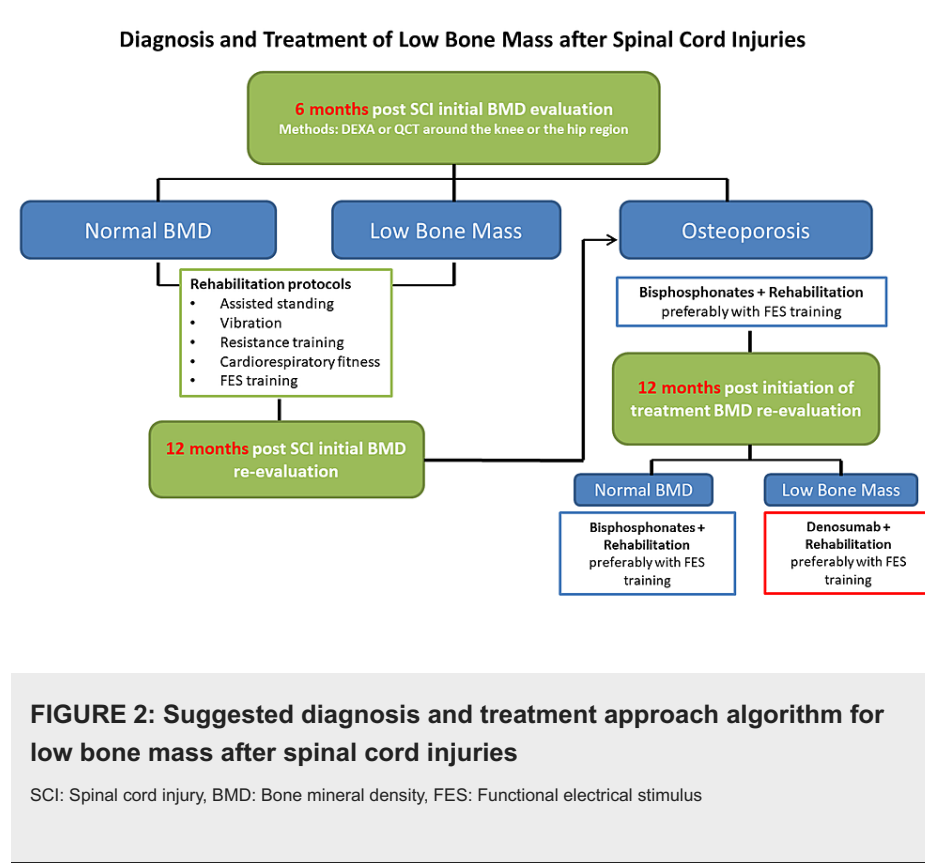 Diagnosis and Treatment of Low Bone Mass after Spinal Cord Injuries
6 months post SCI initial BMD evaluation
Methods: DEXA or QCT around the knee or the hip region
Normal BMD
Low Bone Mass
Osteoporosis
Rehabilitation protocols
• Assisted standing
• Vibration
• Resistance training
• Cardiorespiratory fitness
• FES training
12 months post SCI initial BMD
re-evaluation
Bisphosphonates + Rehabilitation
preferably with FES training
12 months post initiation of
treatment BMD re-evaluation
Normal BMD
Bisphosphonates +
Rehabilitation
preferably with FES
training
Low Bone Mass
Denosumab +
Rehabilitation
preferably with FES
training
FIGURE 2: Suggested diagnosis and treatment approach algorithm for
low bone mass after spinal cord injuries
SCI: Spinal cord injury, BMD: Bone mineral density, FES: Functional electrical stimulus